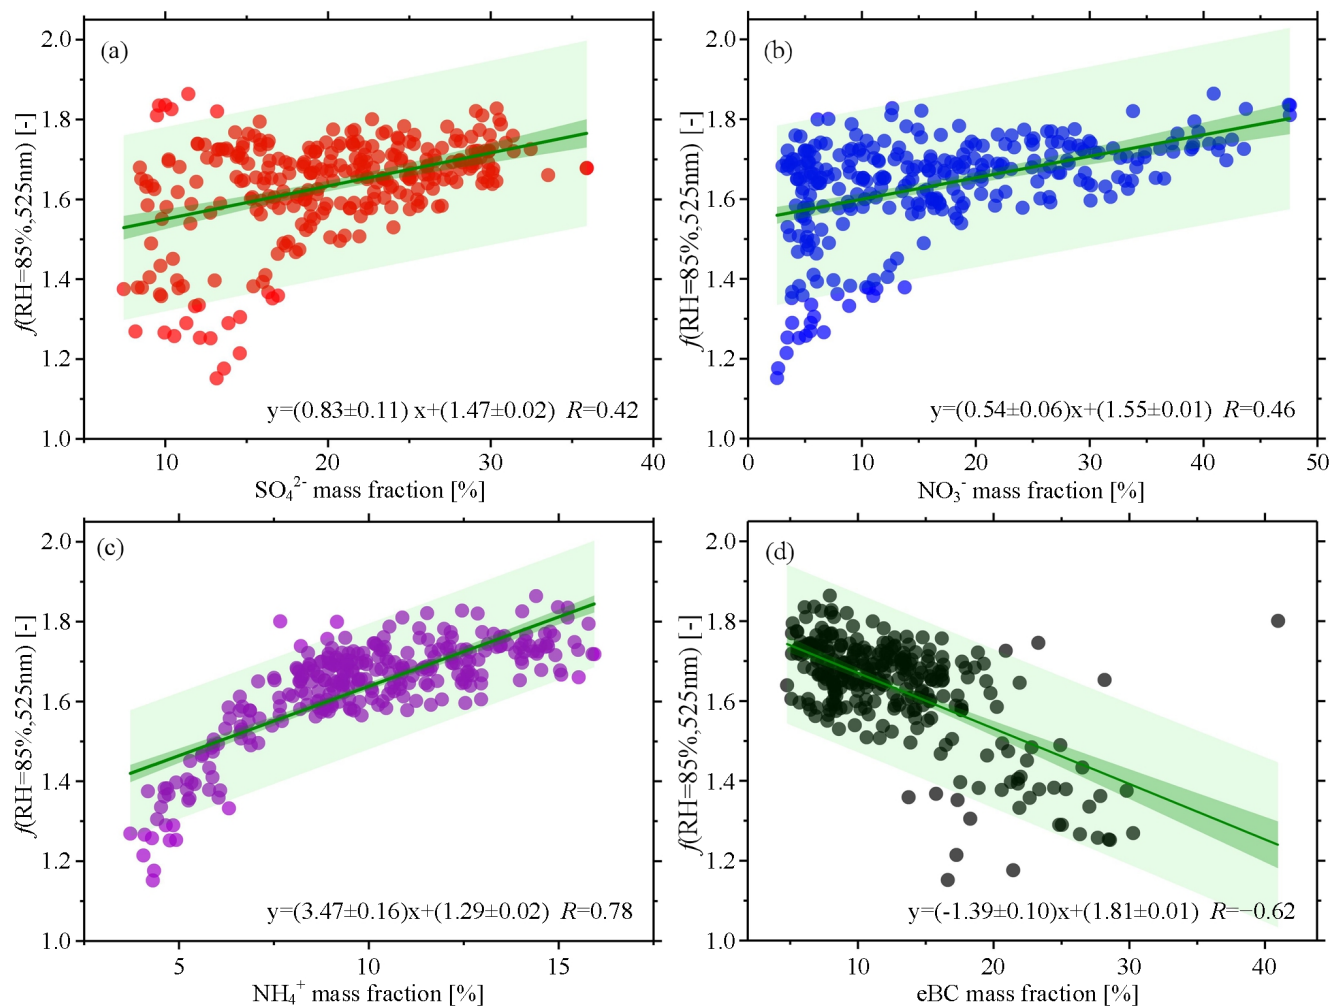 (a)
2.0
1.8
1.6
1.4
1.2
1.0
f(RH=85%,525nm) [-]
y=(0.83±0.11) x+(1.47±0.02) R=0.42
10 20 30 40
SO₄²⁻ mass fraction [%]
(b)
2.0
1.8
1.6
1.4
1.2
1.0
f(RH=85%,525nm) [-]
y=(0.54±0.06)x+(1.55±0.01) R=0.46
0 10 20 30 40 50
NO₃⁻ mass fraction [%]
(c)
2.0
1.8
1.6
1.4
1.2
1.0
f(RH=85%,525nm) [-]
y=(3.47±0.16)x+(1.29±0.02) R=0.78
5 10 15
NH₄⁺ mass fraction [%]
(d)
2.0
1.8
1.6
1.4
1.2
1.0
f(RH=85%,525nm) [-]
y=(-1.39±0.10)x+(1.81±0.01) R=−0.62
10 20 30 40
eBC mass fraction [%]